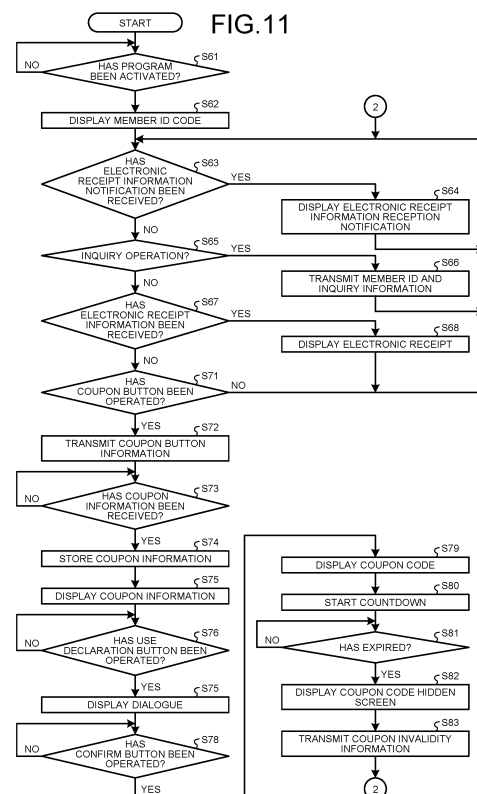 START
FIG.11
S61
HAS PROGRAM
BEEN ACTIVATED?
NO
S62
DISPLAY MEMBER ID CODE
2
S63
HAS
ELECTRONIC
RECEIPT INFORMATION
NOTIFICATION BEEN
RECEIVED?
YES
NO
S64
DISPLAY ELECTRONIC RECEIPT
INFORMATION RECEPTION
NOTIFICATION
S65
INQUIRY OPERATION?
YES
NO
S66
TRANSMIT MEMBER ID AND
INQUIRY INFORMATION
S67
HAS
ELECTRONIC RECEIPT
INFORMATION BEEN
RECEIVED?
YES
NO
S68
DISPLAY ELECTRONIC RECEIPT
S71
HAS
COUPON BUTTON BEEN
OPERATED?
NO
YES
S72
TRANSMIT COUPON BUTTON
INFORMATION
S73
HAS COUPON
INFORMATION BEEN
RECEIVED?
NO
YES
S74
STORE COUPON INFORMATION
S75
DISPLAY COUPON INFORMATION
S76
HAS USE
DECLARATION BUTTON BEEN
OPERATED?
NO
YES
S75
DISPLAY DIALOGUE
S78
HAS
CONFIRM BUTTON BEEN
OPERATED?
NO
YES
S79
DISPLAY COUPON CODE
S80
START COUNTDOWN
S81
HAS EXPIRED?
NO
YES
S82
DISPLAY COUPON CODE HIDDEN
SCREEN
S83
TRANSMIT COUPON INVALIDITY
INFORMATION
2